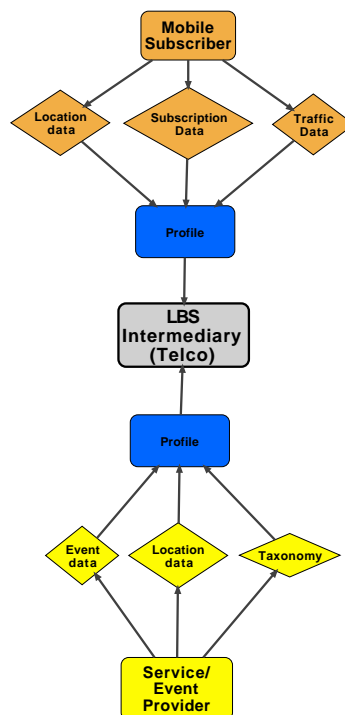 Mobile
Subscriber
Location
data
Subscription
Data
Traffic
Data
Profile
LBS
Intermediary
(Telco)
Profile
Event
data
Location
data
Taxonomy
Service/
Event
Provider